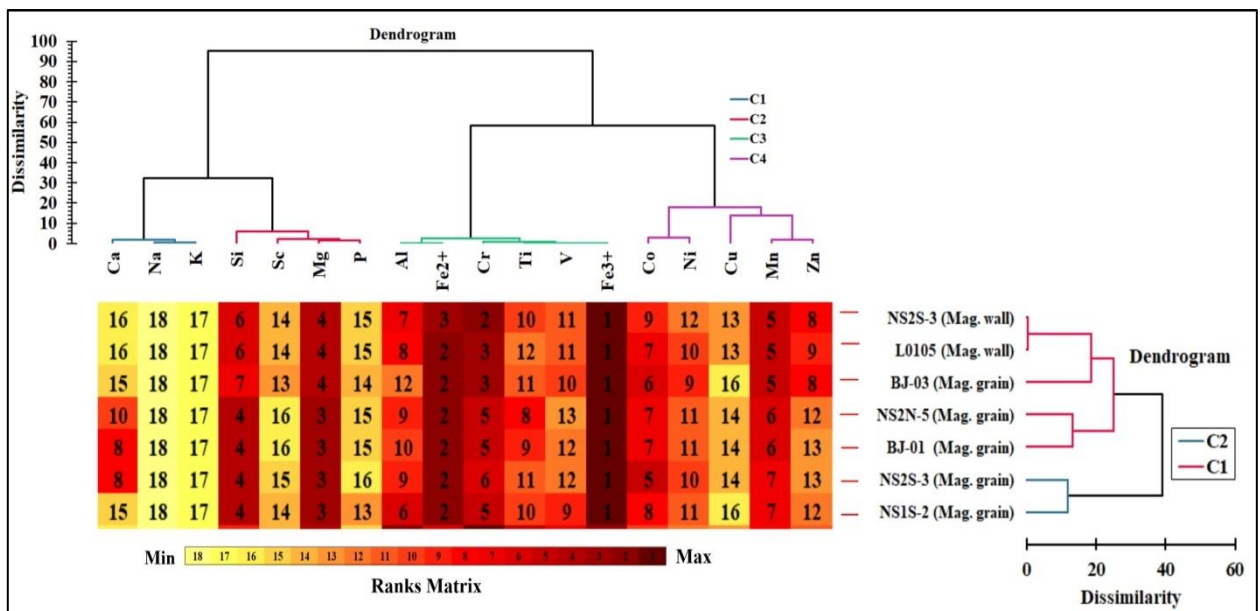 Dendrogram
100
90
80
70
60
50
40
30
20
10
0
Dissimilarity
C1
C2
C3
C4
Ca Na K Si Sc Mg P Al Fe2+ Cr Ti V Fe3+ Co Ni Cu Mn Zn
16 18 17 6 14 4 15 7 3 2 10 11 1 9 12 13 5 8 NS2S-3 (Mag. wall)
16 18 17 6 14 4 15 8 2 3 12 11 1 7 10 13 5 9 L0105 (Mag. wall)
15 18 17 7 13 4 14 12 2 3 11 10 1 6 9 16 5 8 BJ-03 (Mag. grain)
10 18 17 4 16 3 15 9 2 5 8 13 1 7 11 14 6 12 NS2N-5 (Mag. grain)
8 18 17 4 16 3 15 10 2 5 9 12 1 7 11 14 6 13 BJ-01 (Mag. grain)
8 18 17 4 15 3 16 9 2 6 11 12 1 5 10 14 7 13 NS2S-3 (Mag. grain)
15 18 17 4 14 3 13 6 2 5 10 9 1 8 11 16 7 12 NS1S-2 (Mag. grain)
Dendrogram
C2
C1
Min 18 17 16 15 14 13 12 11 10 9 8 7 6 5 4 3 2 1 Max
Ranks Matrix
0 20 40 60
Dissimilarity